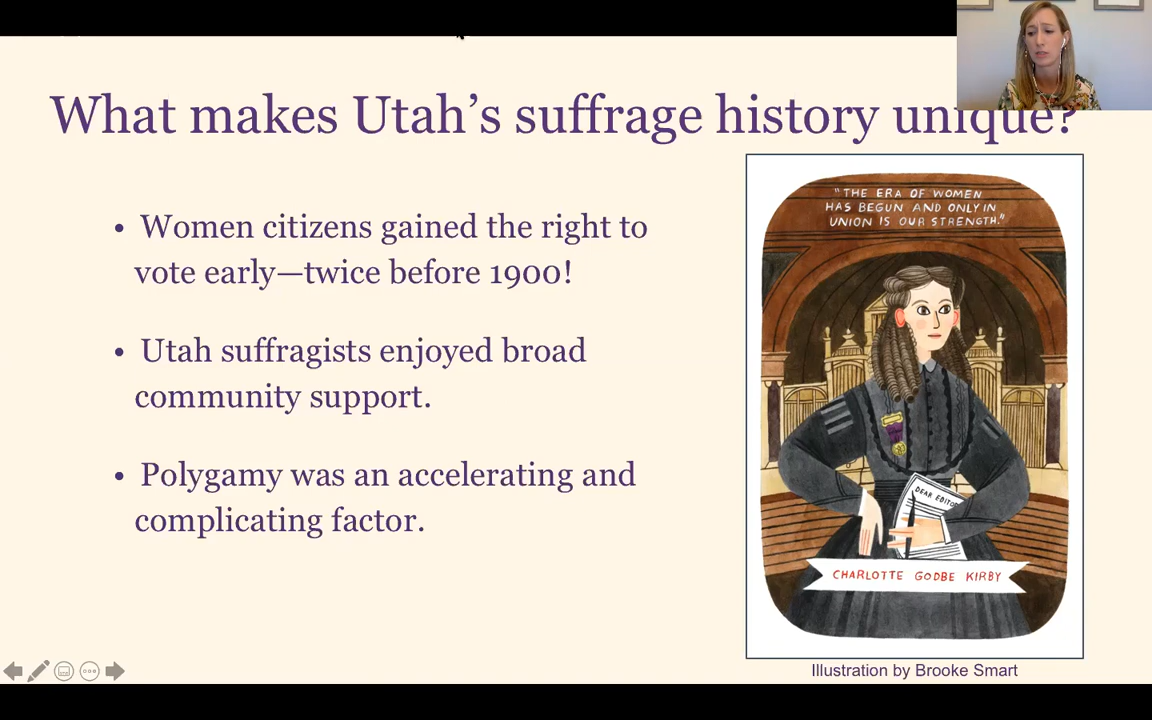 What makes Utah's suffrage history unique?
• Women citizens gained the right to
vote early—twice before 1900!
• Utah suffragists enjoyed broad
community support.
• Polygamy was an accelerating and
complicating factor.
"THE ERA OF WOMEN
HAS BEGUN AND ONLY IN
UNION IS OUR STRENGTH."
DEAR EDITOR
CHARLOTTE GODBE KIRBY
Illustration by Brooke Smart